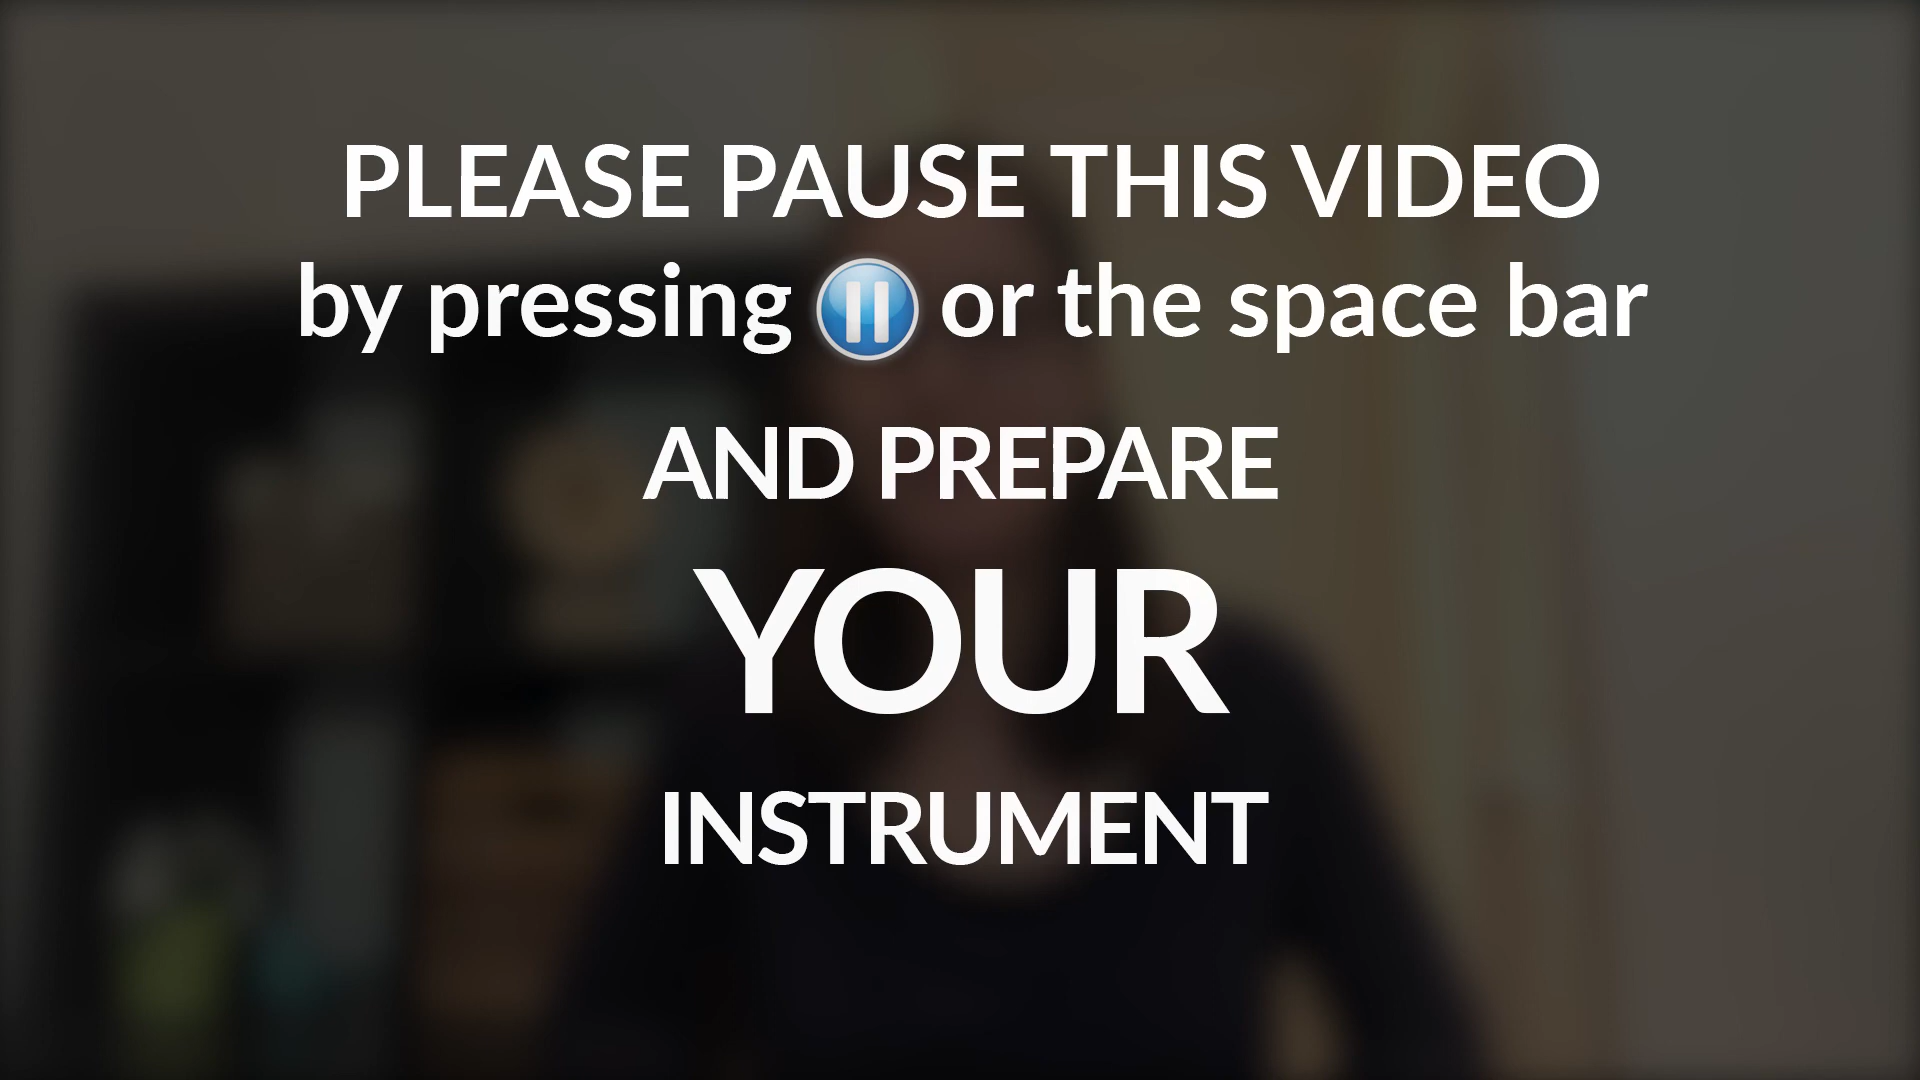 PLEASE PAUSE THIS VIDEO
by pressing or the space bar
AND PREPARE
YOUR
INSTRUMENT